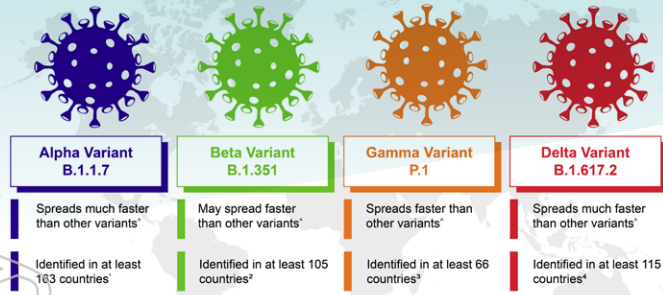 Alpha Variant
B.1.1.7
Spreads much faster
than other variants^
Identified in at least
163 countries¹
Beta Variant
B.1.351
May spread faster
than other variants^
Identified in at least 105
countries²
Gamma Variant
P.1
Spreads faster than
other variants^
Identified in at least 66
countries³
Delta Variant
B.1.617.2
Spreads much faster
than other variants^
Identified in at least 115
countries⁴